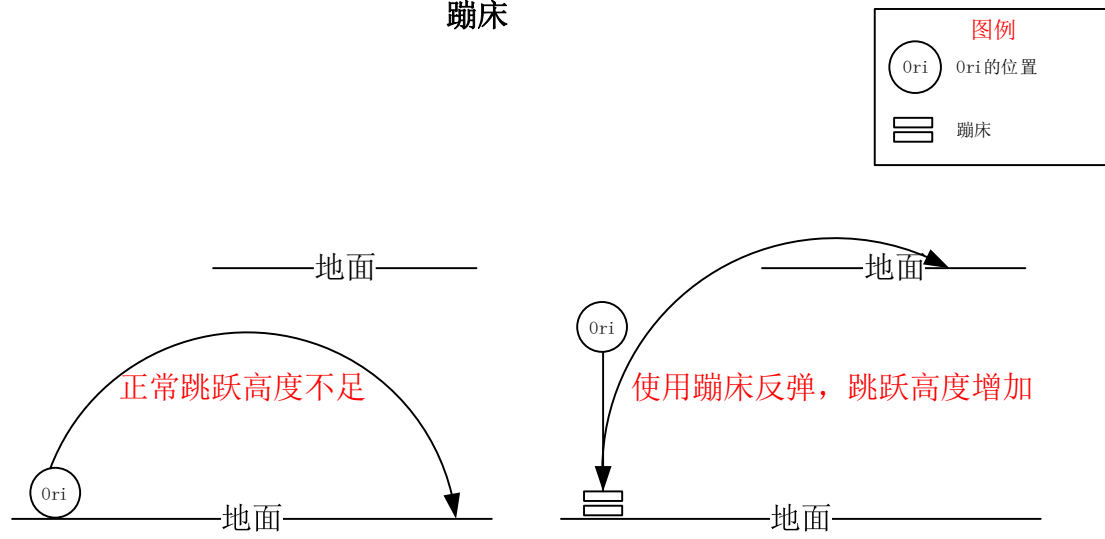 蹦床
图例
Ori
Ori的位置
蹦床
地面
地面
Ori
正常跳跃高度不足
使用蹦床反弹，跳跃高度增加
Ori
地面
地面